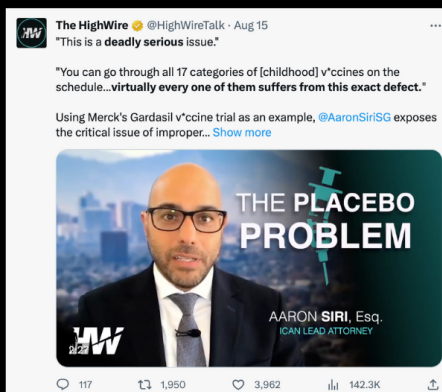 The HighWire @HighWireTalk · Aug 15
"This is a deadly serious issue."
"You can go through all 17 categories of [childhood] v*ccines on the
schedule...virtually every one of them suffers from this exact defect."
Using Merck's Gardasil v*ccine trial as an example, @AaronSiriSG exposes
the critical issue of improper... Show more
THE PLACEBO
PROBLEM
AARON SIRI, Esq.
ICAN LEAD ATTORNEY
HW
117 1,950 3,962 142.3K